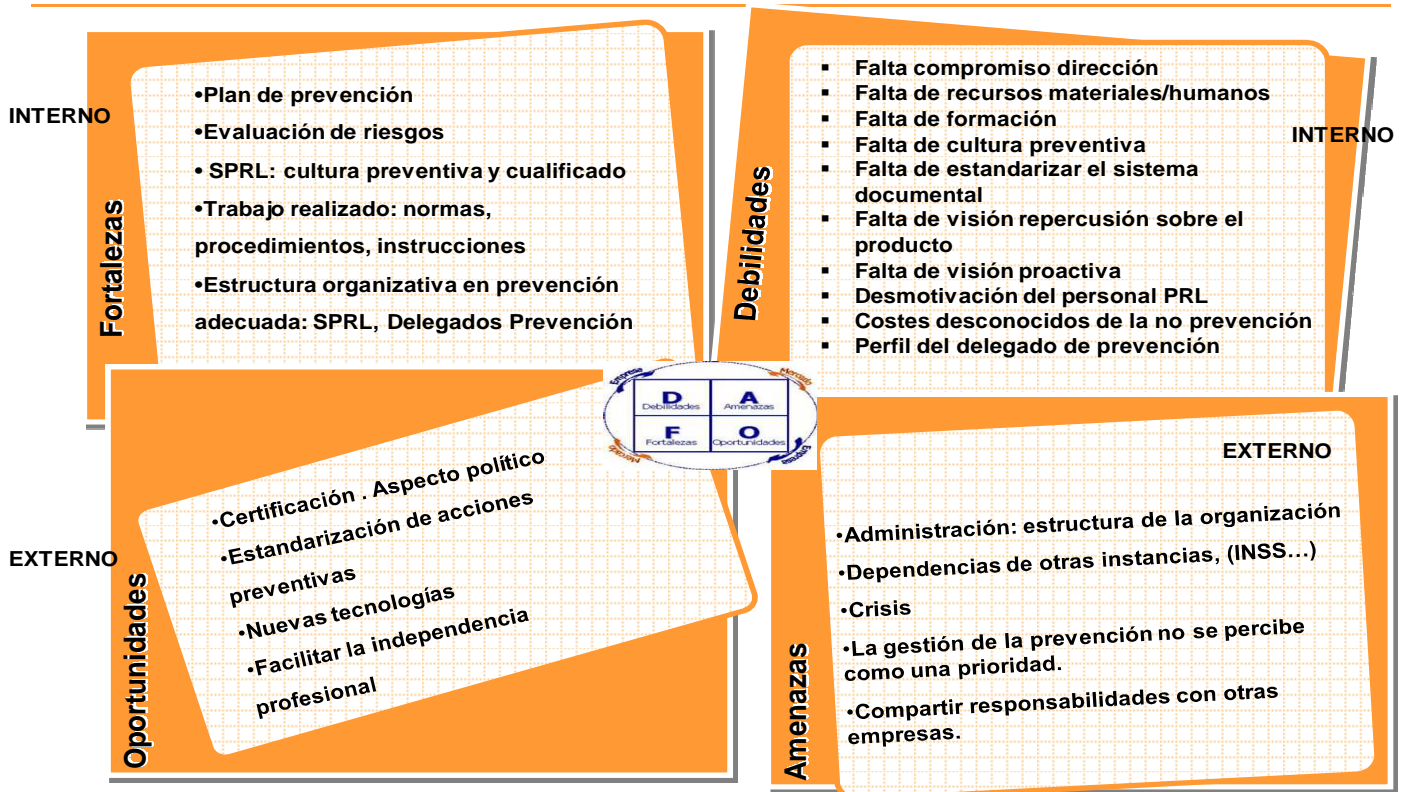 INTERNO
Fortalezas
•Plan de prevención
•Evaluación de riesgos
• SPRL: cultura preventiva y cualificado
•Trabajo realizado: normas,
procedimientos, instrucciones
•Estructura organizativa en prevención
adecuada: SPRL, Delegados Prevención
INTERNO
Debilidades
▪ Falta compromiso dirección
▪ Falta de recursos materiales/humanos
▪ Falta de formación
▪ Falta de cultura preventiva
▪ Falta de estandarizar el sistema
documental
▪ Falta de visión repercusión sobre el
producto
▪ Falta de visión proactiva
▪ Desmotivación del personal PRL
▪ Costes desconocidos de la no prevención
▪ Perfil del delegado de prevención
Empresa
Mercado
D
Debilidades
A
Amenazas
F
Fortalezas
O
Oportunidades
Mercado
Empresa
EXTERNO
Oportunidades
•Certificación . Aspecto político
•Estandarización de acciones
preventivas
•Nuevas tecnologías
•Facilitar la independencia
profesional
EXTERNO
Amenazas
•Administración: estructura de la organización
•Dependencias de otras instancias, (INSS…)
•Crisis
•La gestión de la prevención no se percibe
como una prioridad.
•Compartir responsabilidades con otras
empresas.